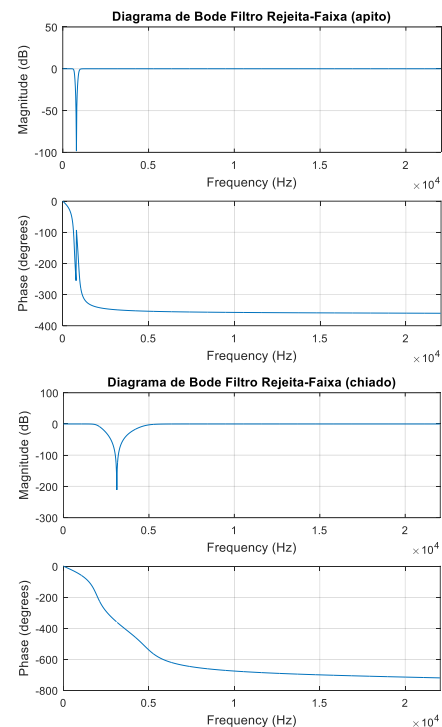 Diagrama de Bode Filtro Rejeita-Faixa (apito)
50
0
-50
-100
Magnitude (dB)
0 0.5 1 1.5 2
× 10^4
Frequency (Hz)
0
-100
-200
-300
-400
Phase (degrees)
0 0.5 1 1.5 2
× 10^4
Frequency (Hz)
Diagrama de Bode Filtro Rejeita-Faixa (chiado)
100
0
-100
-200
-300
Magnitude (dB)
0 0.5 1 1.5 2
× 10^4
Frequency (Hz)
0
-200
-400
-600
-800
Phase (degrees)
0 0.5 1 1.5 2
× 10^4
Frequency (Hz)